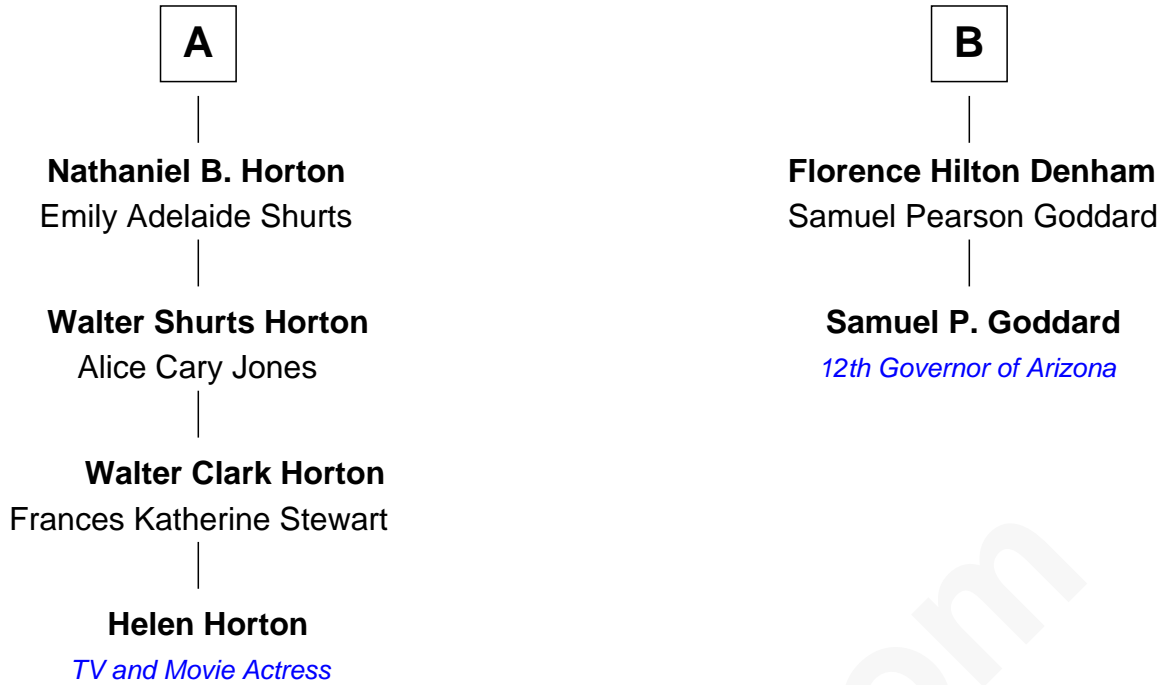 A
Nathaniel B. Horton
Emily Adelaide Shurts
Walter Shurts Horton
Alice Cary Jones
Walter Clark Horton
Frances Katherine Stewart
Helen Horton
TV and Movie Actress
B
Florence Hilton Denham
Samuel Pearson Goddard
Samuel P. Goddard
12th Governor of Arizona
om